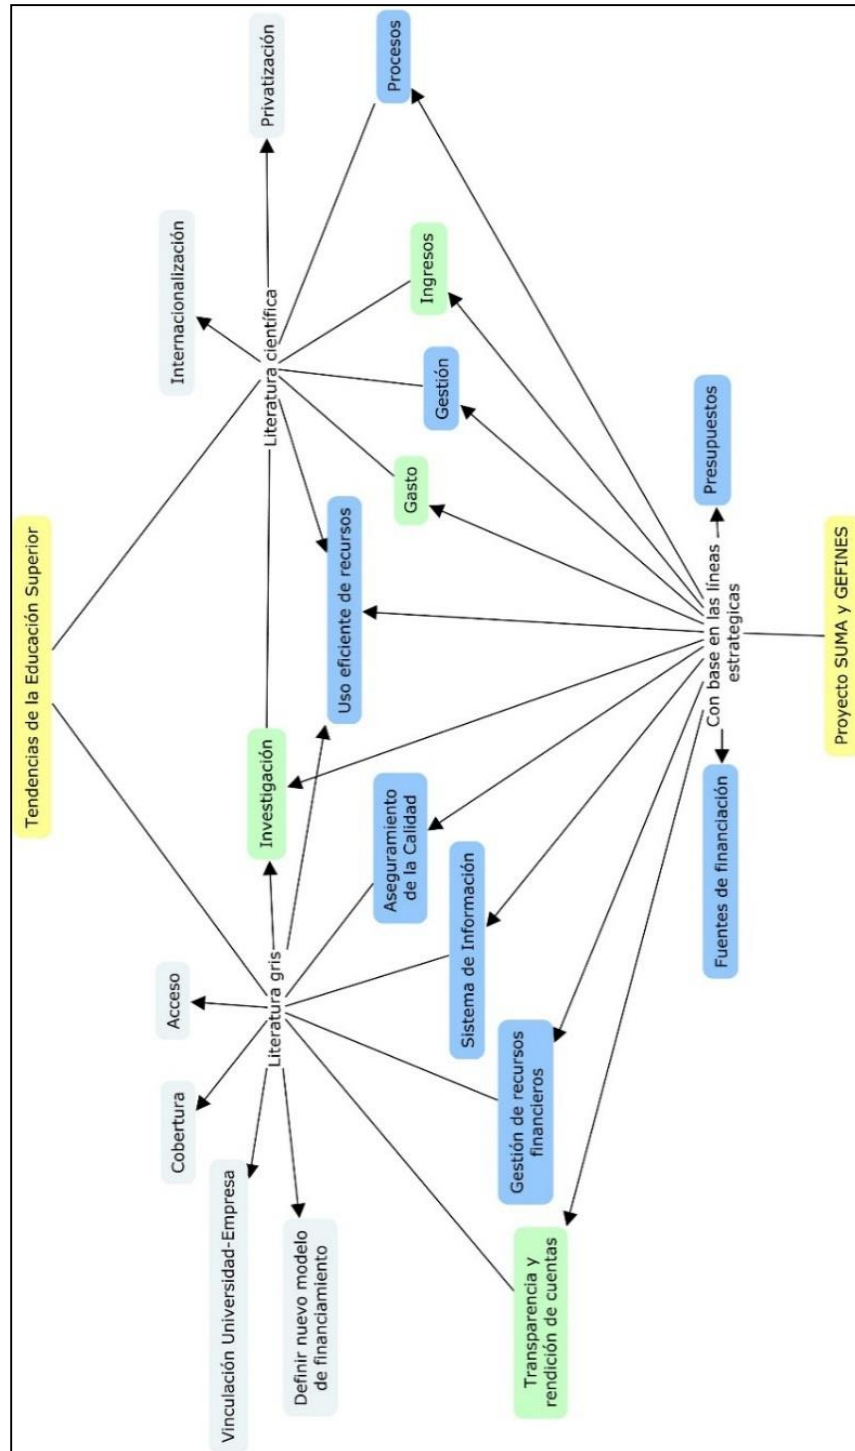 Tendencias de la Educación Superior
Vinculación Universidad-Empresa
Cobertura
Acceso
Internacionalización
Privatización
Definir nuevo modelo
de financiamiento
Literatura gris
Investigación
Literatura científica
Uso eficiente de recursos
Procesos
Aseguramiento
de la Calidad
Gasto
Gestión
Ingresos
Sistema de Información
Gestión de recursos
financieros
Transparencia y
rendición de cuentas
Fuentes de financiación
Con base en las líneas
estrategicas
Presupuestos
Proyecto SUMA y GEFINES